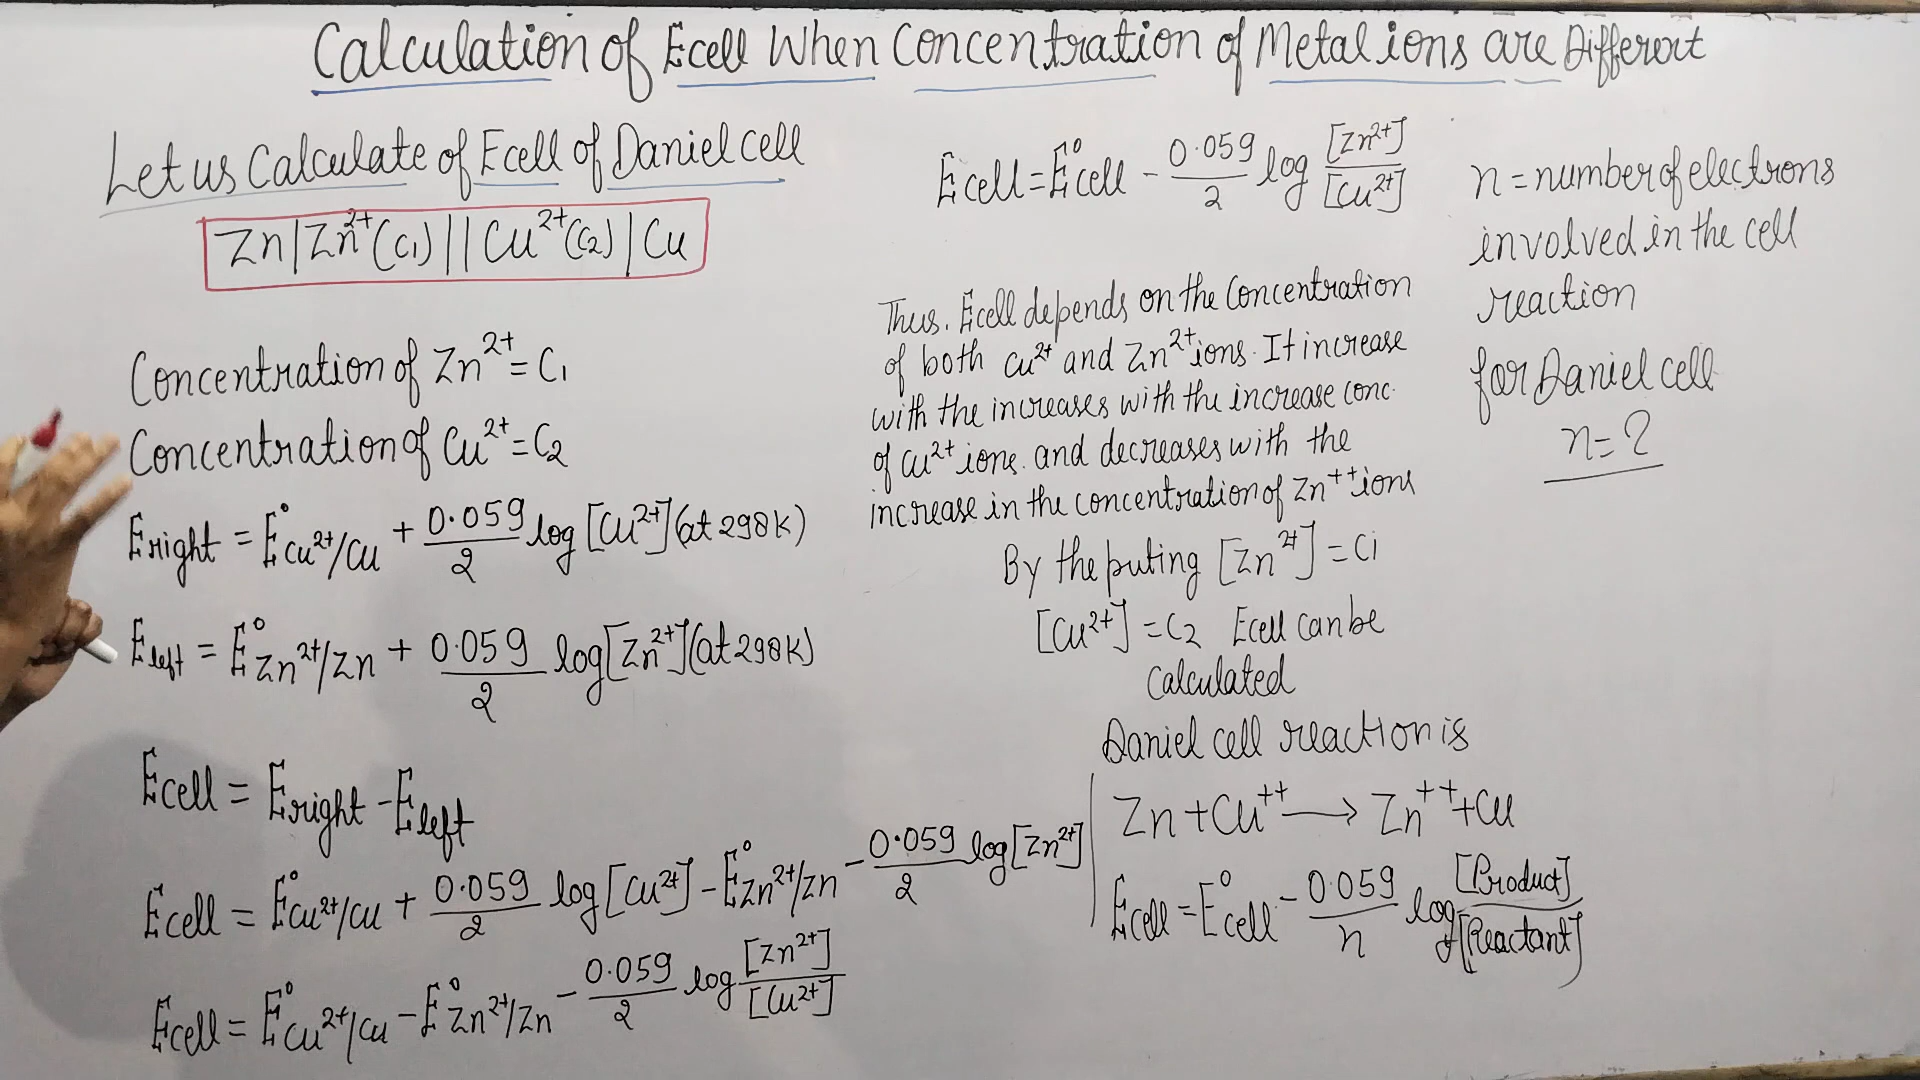 Calculation of Ecell When Concentration of Metal ions are Different
Let us Calculate of Ecell of Daniel cell
Zn|Zn²⁺(C₁)||Cu²⁺(C₂)|Cu
Concentration of Zn²⁺=C₁
Concentration of Cu²⁺=C₂
Eright = E°Cu²⁺/Cu + 0.059/2 log [Cu²⁺](at 298K)
Eleft = E°Zn²⁺/Zn + 0.059/2 log[Zn²⁺](at 298K)
Ecell = Eright - Eleft
Ecell = E°Cu²⁺/Cu + 0.059/2 log [Cu²⁺] - E°Zn²⁺/Zn - 0.059/2 log[Zn²⁺]
Ecell = E°Cu²⁺/Cu - E°Zn²⁺/Zn - 0.059/2 log [Zn²⁺]/[Cu²⁺]
Ecell = E°cell - 0.059/2 log [Zn²⁺]/[Cu²⁺]
Thus. Ecell depends on the Concentration
of both Cu²⁺ and Zn²⁺ ions. It increase
with the increases with the increase conc.
of Cu²⁺ ions. and decreases with the
increase in the concentration of Zn⁺⁺ ions
By the puting [Zn²⁺] = Ci
[Cu²⁺] = C₂ Ecell can be
Calculated
Daniel cell reaction is
Zn + Cu⁺⁺ → Zn⁺⁺ + Cu
Ecell = E°cell - 0.059/n log [Product]/[Reactant]
n = number of electrons
involved in the cell
reaction
for Daniel cell
n = 2